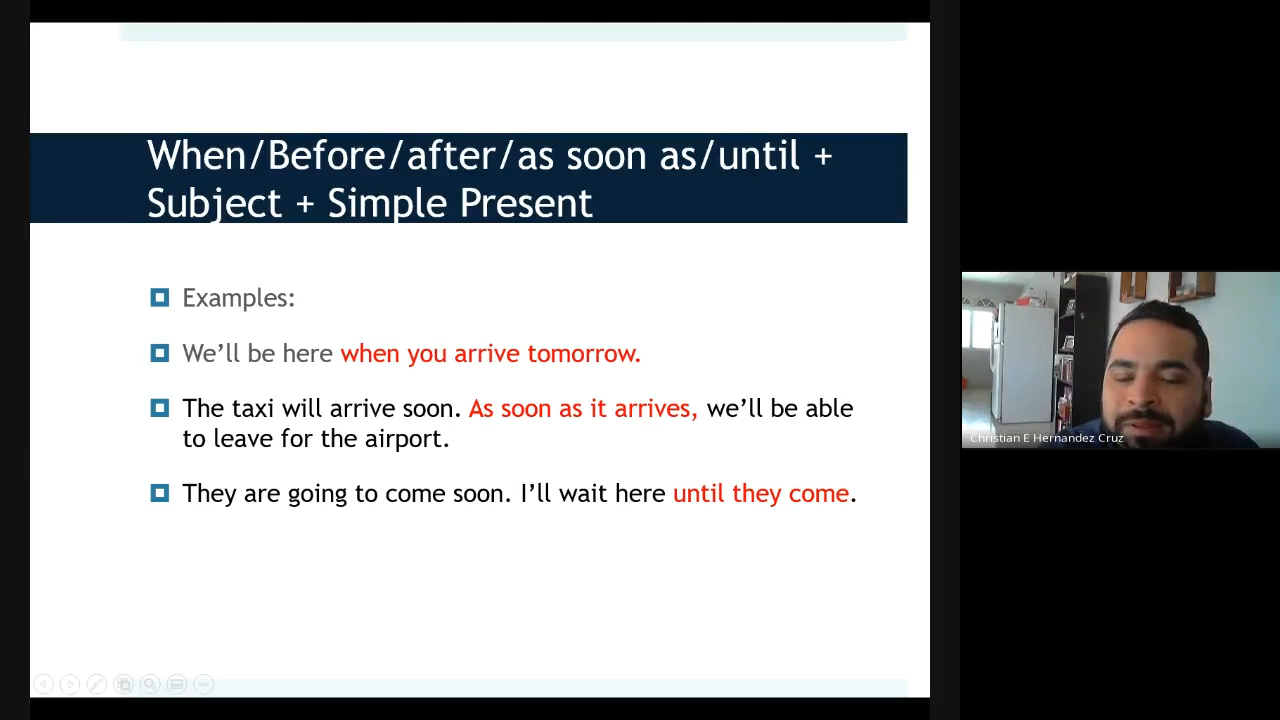 When/Before/after/as soon as/until +
Subject + Simple Present
Examples:
We’ll be here when you arrive tomorrow.
The taxi will arrive soon. As soon as it arrives, we’ll be able
to leave for the airport.
They are going to come soon. I’ll wait here until they come.
Christian E Hernandez Cruz